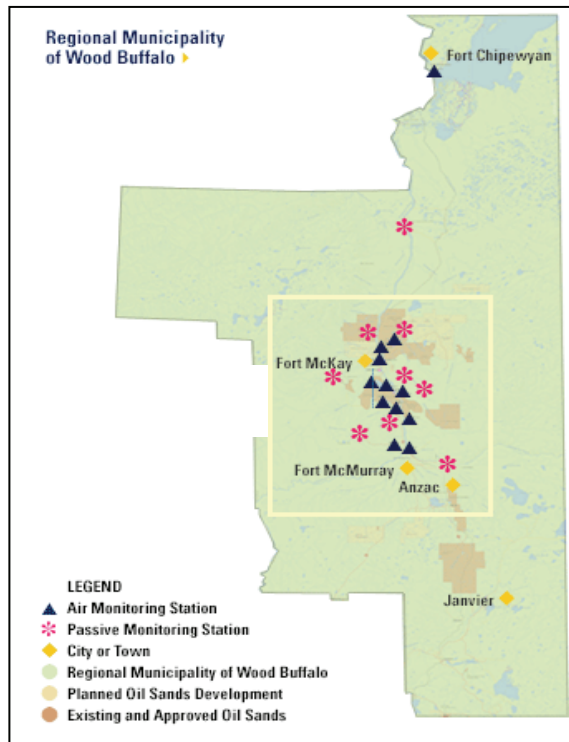 Regional Municipality
of Wood Buffalo
Fort Chipewyan
Fort McKay
Fort McMurray
Anzac
Janvier
LEGEND
Air Monitoring Station
Passive Monitoring Station
City or Town
Regional Municipality of Wood Buffalo
Planned Oil Sands Development
Existing and Approved Oil Sands